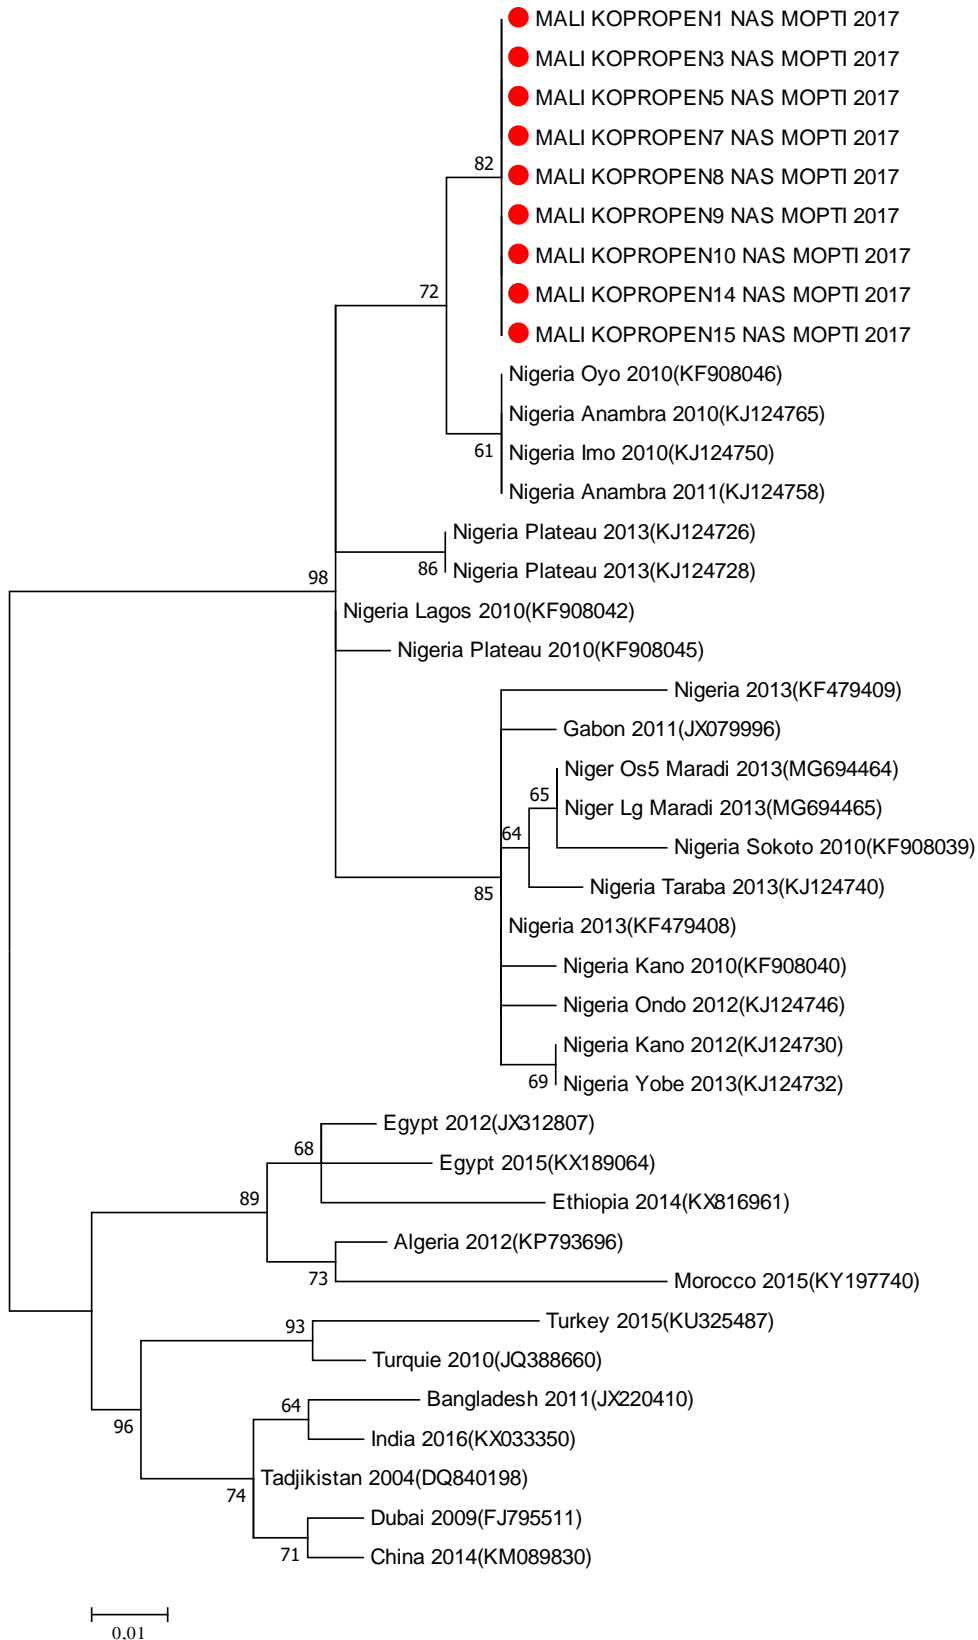 MALI KOPROPEN1 NAS MOPTI 2017
MALI KOPROPEN3 NAS MOPTI 2017
MALI KOPROPEN5 NAS MOPTI 2017
MALI KOPROPEN7 NAS MOPTI 2017
82
MALI KOPROPEN8 NAS MOPTI 2017
MALI KOPROPEN9 NAS MOPTI 2017
MALI KOPROPEN10 NAS MOPTI 2017
72
MALI KOPROPEN14 NAS MOPTI 2017
MALI KOPROPEN15 NAS MOPTI 2017
Nigeria Oyo 2010(KF908046)
Nigeria Anambra 2010(KJ124765)
61
Nigeria Imo 2010(KJ124750)
Nigeria Anambra 2011(KJ124758)
Nigeria Plateau 2013(KJ124726)
86
Nigeria Plateau 2013(KJ124728)
98
Nigeria Lagos 2010(KF908042)
Nigeria Plateau 2010(KF908045)
Nigeria 2013(KF479409)
Gabon 2011(JX079996)
Niger Os5 Maradi 2013(MG694464)
65
Niger Lg Maradi 2013(MG694465)
64
Nigeria Sokoto 2010(KF908039)
Nigeria Taraba 2013(KJ124740)
85
Nigeria 2013(KF479408)
Nigeria Kano 2010(KF908040)
Nigeria Ondo 2012(KJ124746)
Nigeria Kano 2012(KJ124730)
69
Nigeria Yobe 2013(KJ124732)
Egypt 2012(JX312807)
68
Egypt 2015(KX189064)
89
Ethiopia 2014(KX816961)
Algeria 2012(KP793696)
73
Morocco 2015(KY197740)
Turkey 2015(KU325487)
93
Turquie 2010(JQ388660)
Bangladesh 2011(JX220410)
64
96
India 2016(KX033350)
Tadjikistan 2004(DQ840198)
74
Dubai 2009(FJ795511)
71
China 2014(KM089830)
0,01